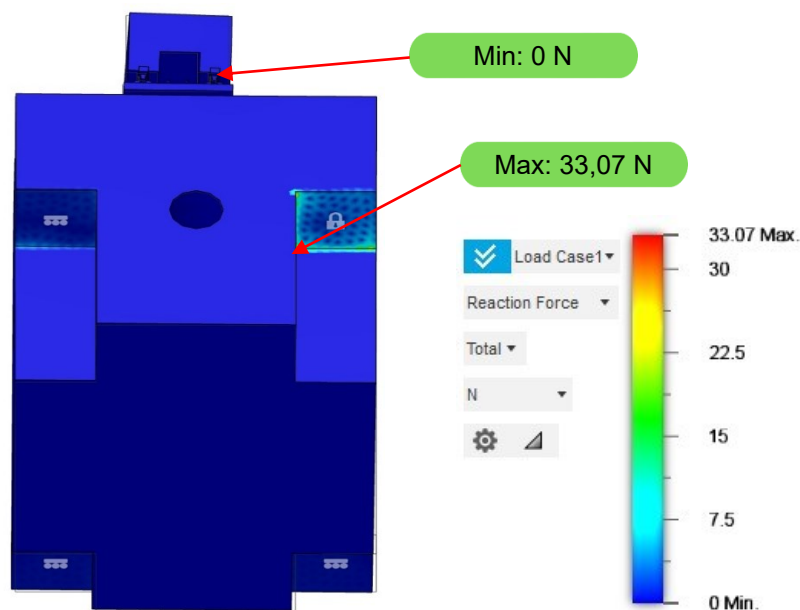 Min: 0 N
Max: 33,07 N
Load Case1
Reaction Force
Total
N
33.07 Max.
30
22.5
15
7.5
0 Min.